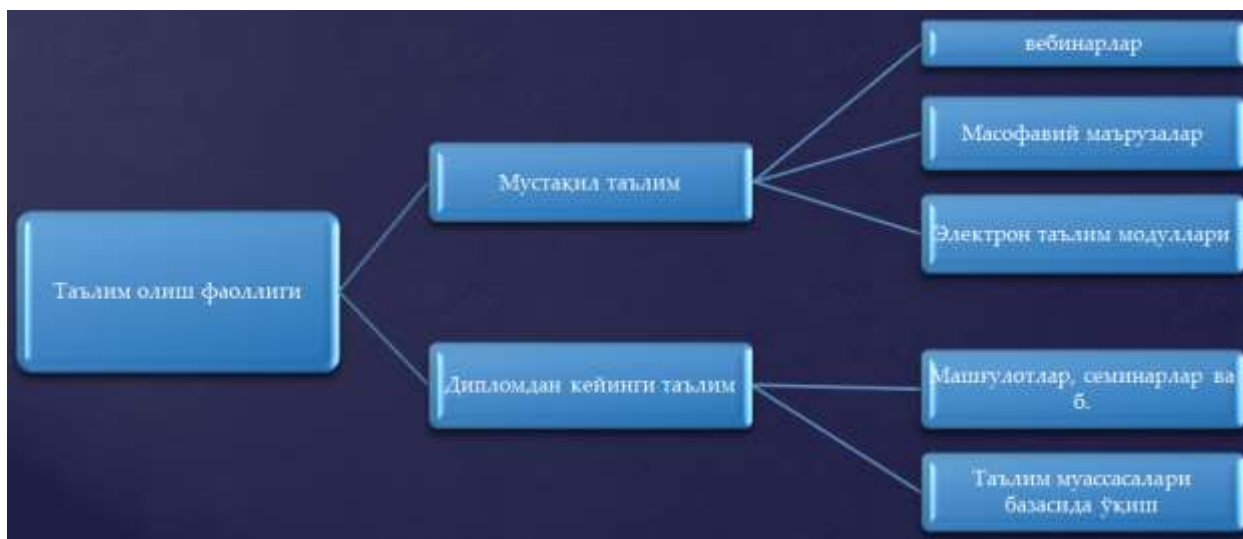 вебинарлар
Масофавий маърузалар
Мустақил таълим
Электрон таълим модуллари
Таълим олиш фаоллиги
Дипломдан кейинги таълим
Машғулотлар, семинарлар ва
б.
Таълим муассасалари
базасида ўқиш